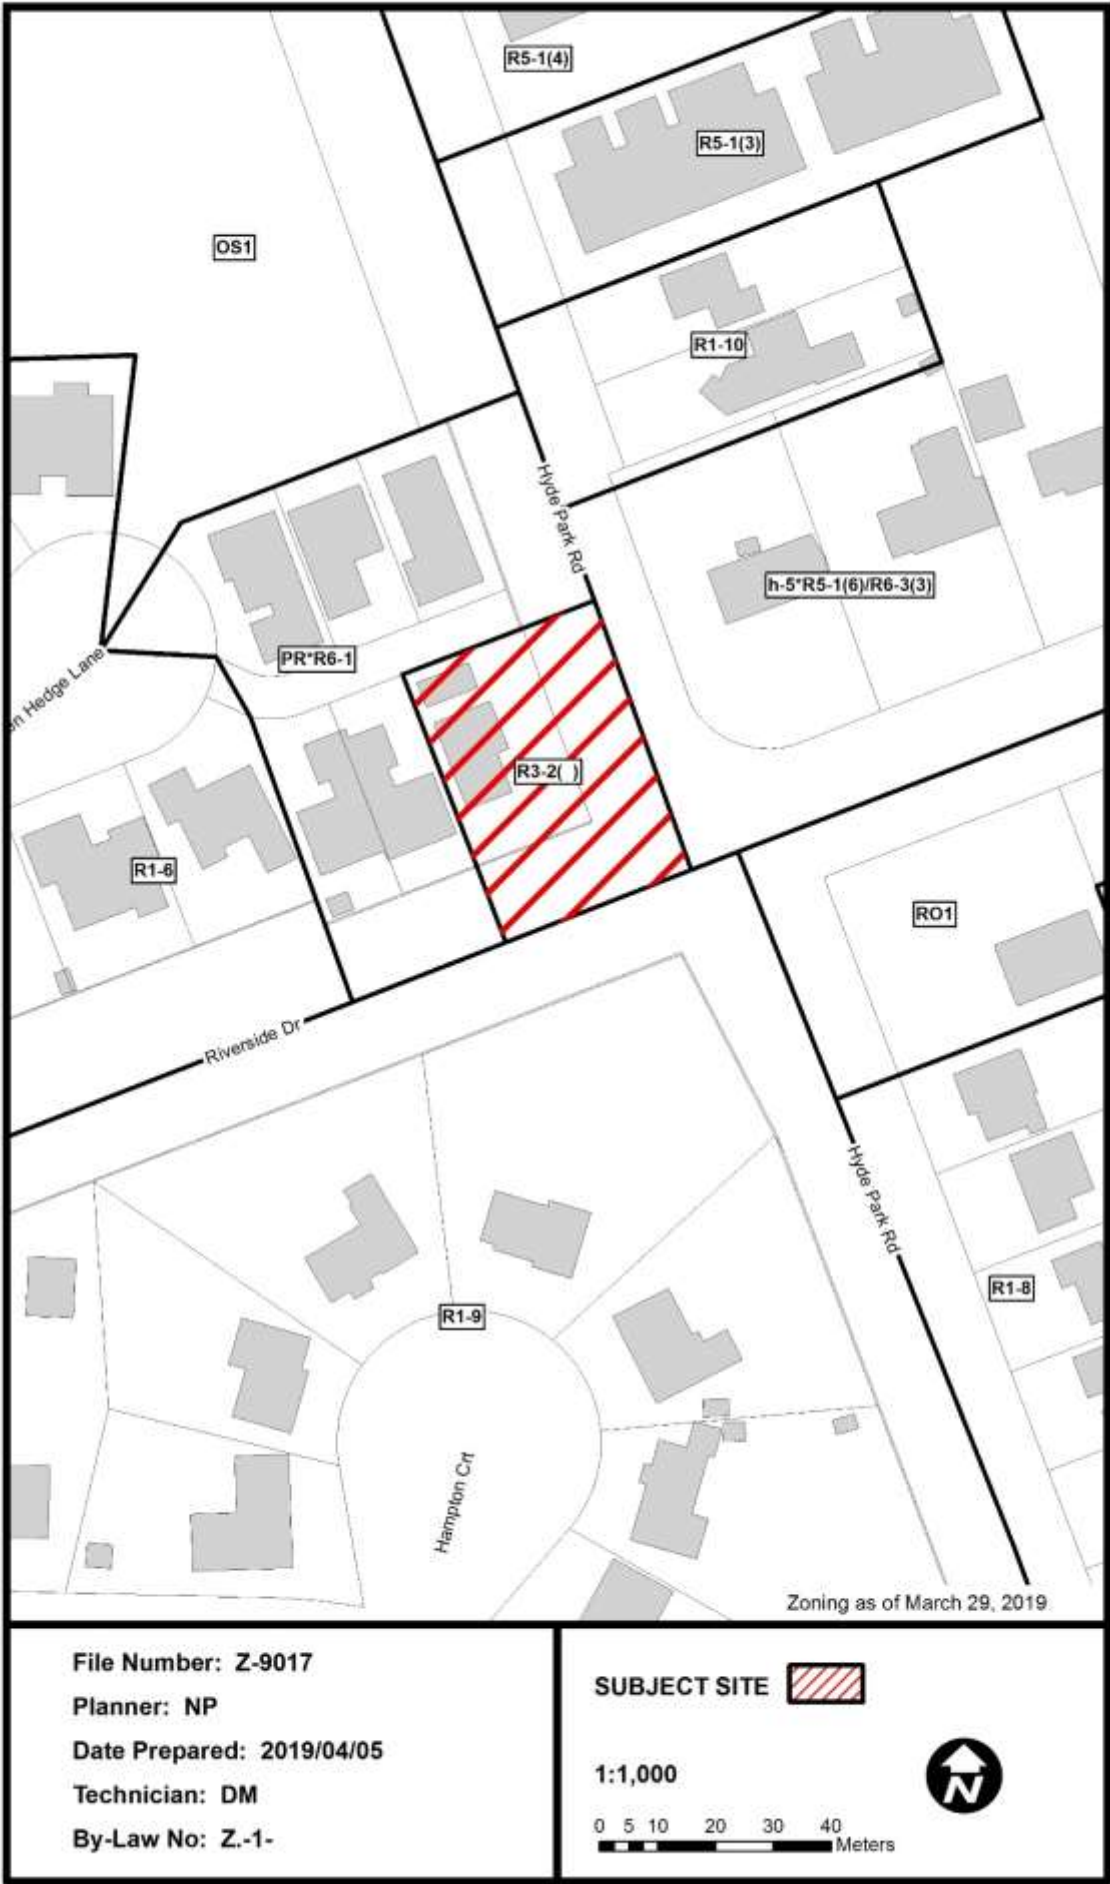 R5-1(4)
R5-1(3)
OS1
R1-10
Hyde Park Rd
h-5*R5-1(6)/R6-3(3)
PR*R6-1
Hedge Lane
R3-2( )
R1-6
RO1
Riverside Dr
Hyde Park Rd
R1-8
R1-9
Hampton Crt
Zoning as of March 29, 2019
File Number: Z-9017
Planner: NP
Date Prepared: 2019/04/05
Technician: DM
By-Law No: Z.-1-
SUBJECT SITE
1:1,000
N
0 5 10 20 30 40
Meters